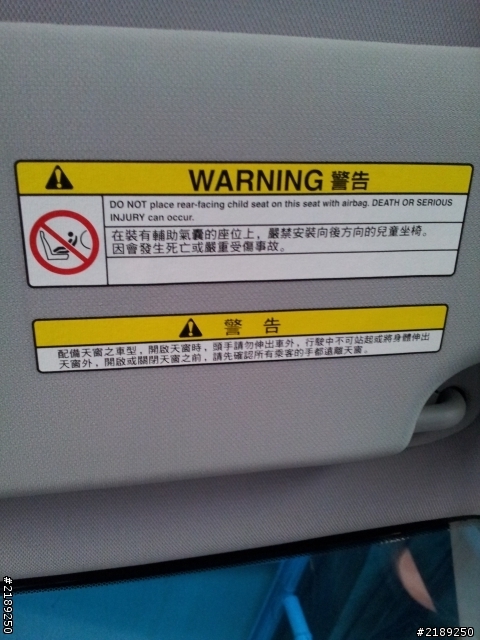 WARNING 警告
DO NOT place rear-facing child seat on this seat with airbag. DEATH OR SERIOUS
INJURY can occur.
在裝有輔助氣囊的座位上，嚴禁安裝向後方向的兒童坐椅。
因會發生死亡或嚴重受傷事故。
警 告
配備天窗之車型，開啟天窗時，頭手請勿伸出車外、行駛中不可站起或將身體伸出
天窗外，開啟或關閉天窗之前，請先確認所有乘客的手都遠離天窗。
#2189250
#2189250